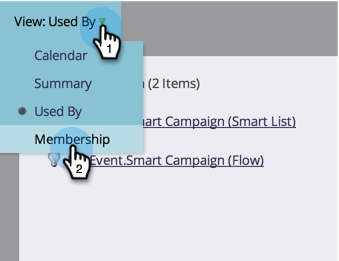 View: Used By
1
Calendar
Summary
(2 Items)
Used By
art Campaign (Smart List)
Membership
2
Event.Smart Campaign (Flow)